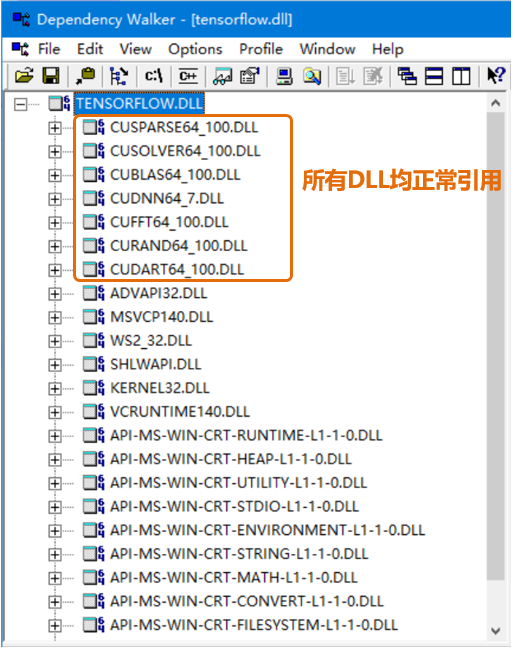 Dependency Walker - [tensorflow.dll]
File Edit View Options Profile Window Help
c:\ C++
TENSORFLOW.DLL
CUSPARSE64_100.DLL
CUSOLVER64_100.DLL
所有DLL均正常引用
CUBLAS64_100.DLL
CUDNN64_7.DLL
CUFFT64_100.DLL
CURAND64_100.DLL
CUDART64_100.DLL
ADVAPI32.DLL
MSVCP140.DLL
WS2_32.DLL
SHLWAPI.DLL
KERNEL32.DLL
VCRUNTIME140.DLL
API-MS-WIN-CRT-RUNTIME-L1-1-0.DLL
API-MS-WIN-CRT-HEAP-L1-1-0.DLL
API-MS-WIN-CRT-UTILITY-L1-1-0.DLL
API-MS-WIN-CRT-STDIO-L1-1-0.DLL
API-MS-WIN-CRT-ENVIRONMENT-L1-1-0.DLL
API-MS-WIN-CRT-STRING-L1-1-0.DLL
API-MS-WIN-CRT-MATH-L1-1-0.DLL
API-MS-WIN-CRT-CONVERT-L1-1-0.DLL
API-MS-WIN-CRT-FILESYSTEM-L1-1-0.DLL